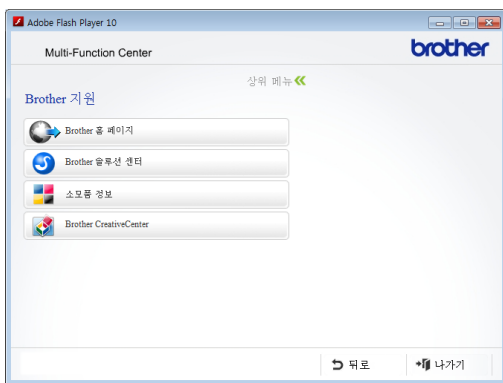 Adobe Flash Player 10
Multi-Function Center
brother
상위 메뉴
Brother 지원
Brother 홈 페이지
Brother 솔루션 센터
소모품 정보
Brother CreativeCenter
뒤로
나가기